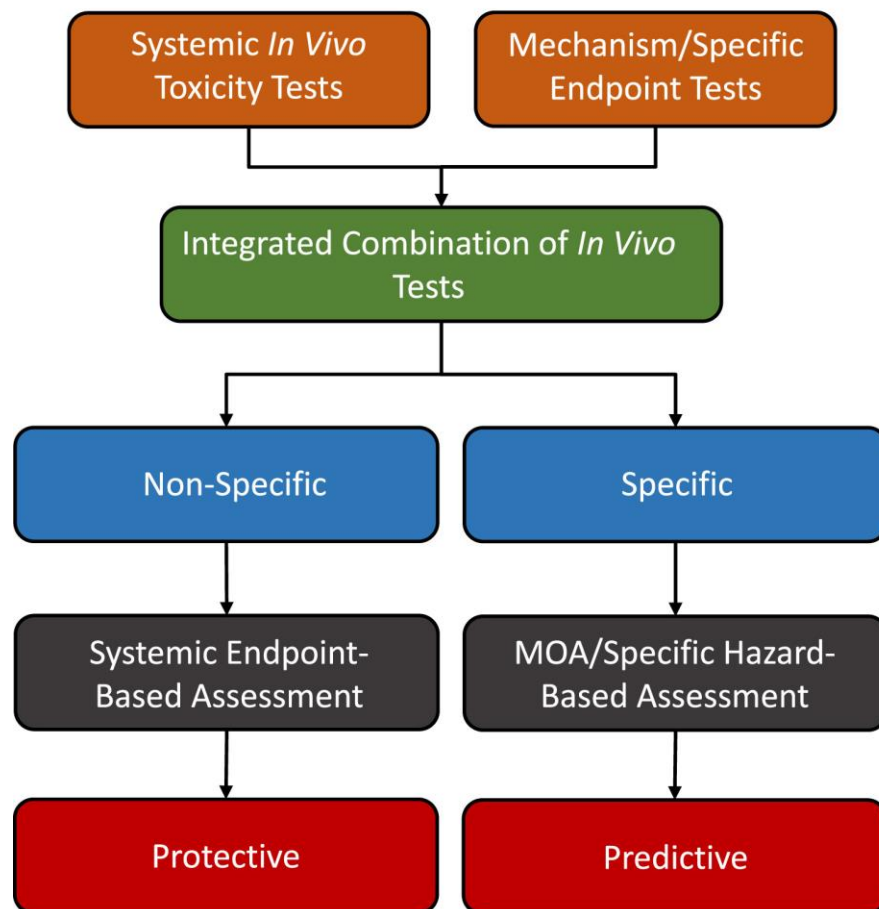 Systemic In Vivo
Toxicity Tests
Mechanism/Specific
Endpoint Tests
Integrated Combination of In Vivo
Tests
Non-Specific
Specific
Systemic Endpoint-
Based Assessment
MOA/Specific Hazard-
Based Assessment
Protective
Predictive